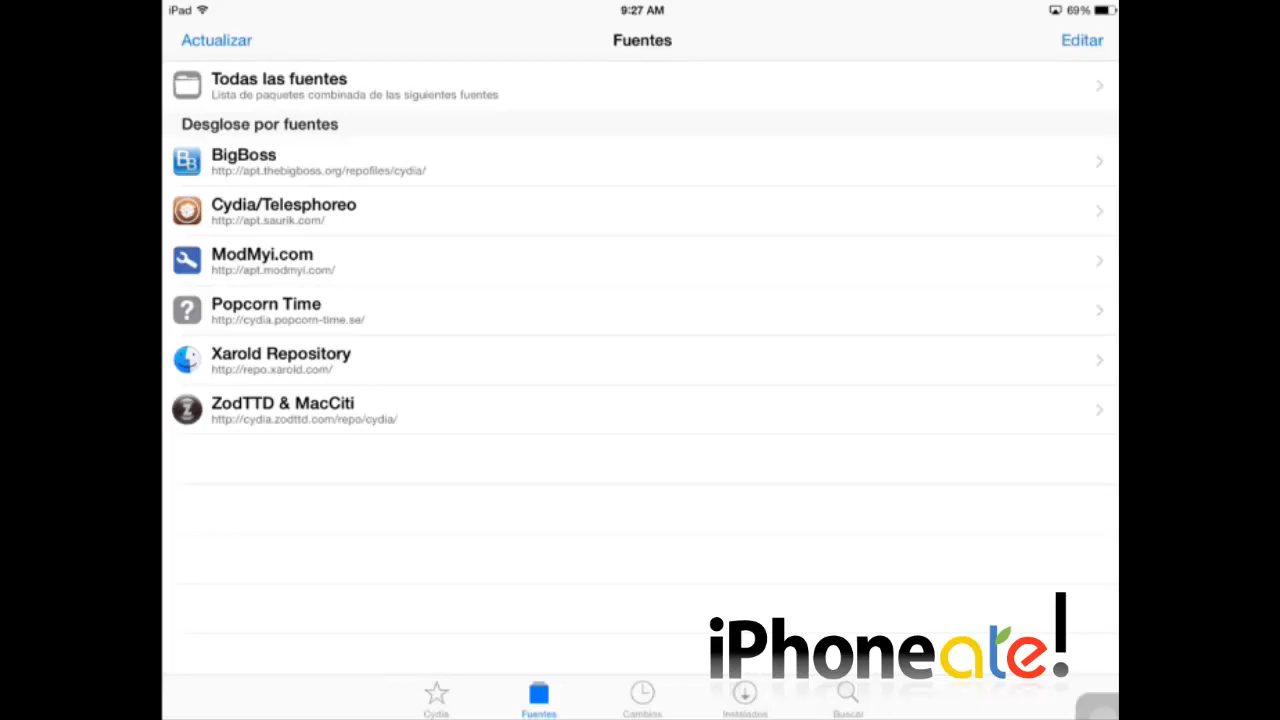 iPad
9:27 AM
69%
Actualizar
Fuentes
Editar
Todas las fuentes
Lista de paquetes combinada de las siguientes fuentes
Desglose por fuentes
BigBoss
http://apt.thebigboss.org/repofiles/cydia/
Cydia/Telesphoreo
http://apt.saurik.com/
ModMyi.com
http://apt.modmyi.com/
Popcorn Time
http://cydia.popcorn-time.se/
Xarold Repository
http://repo.xarold.com/
ZodTTD & MacCiti
http://cydia.zodttd.com/repo/cydia/
iPhoneate!
Cydia
Fuentes
Cambios
Instalados
Buscar